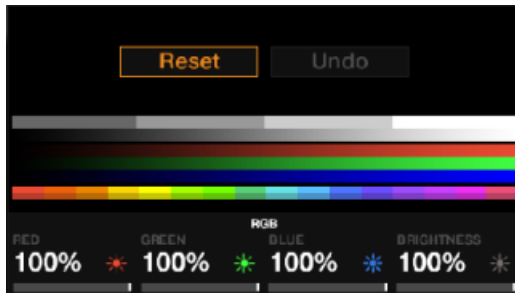 Reset Undo
RGB
RED GREEN BLUE BRIGHTNESS
100% 100% 100% 100%